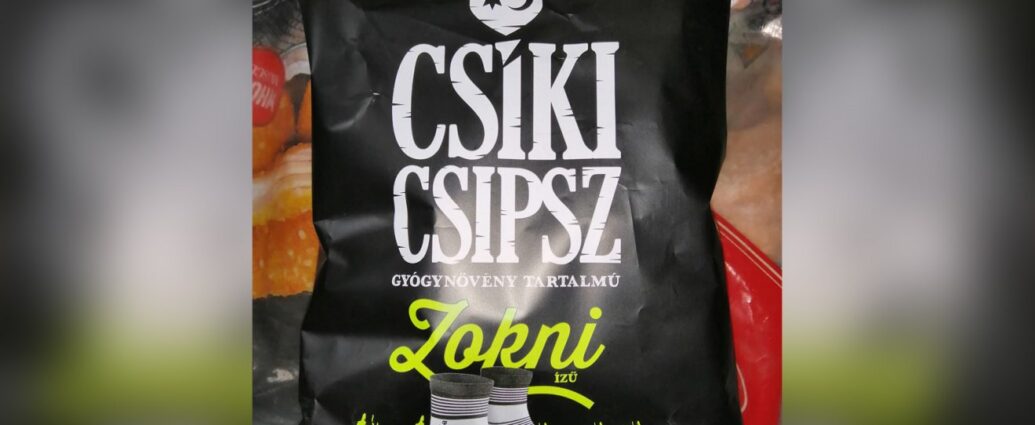 CSÍKI
CSIPSZ
GYÓGYNÖVÉNY TARTALMÚ
Zokni
ÍZŰ